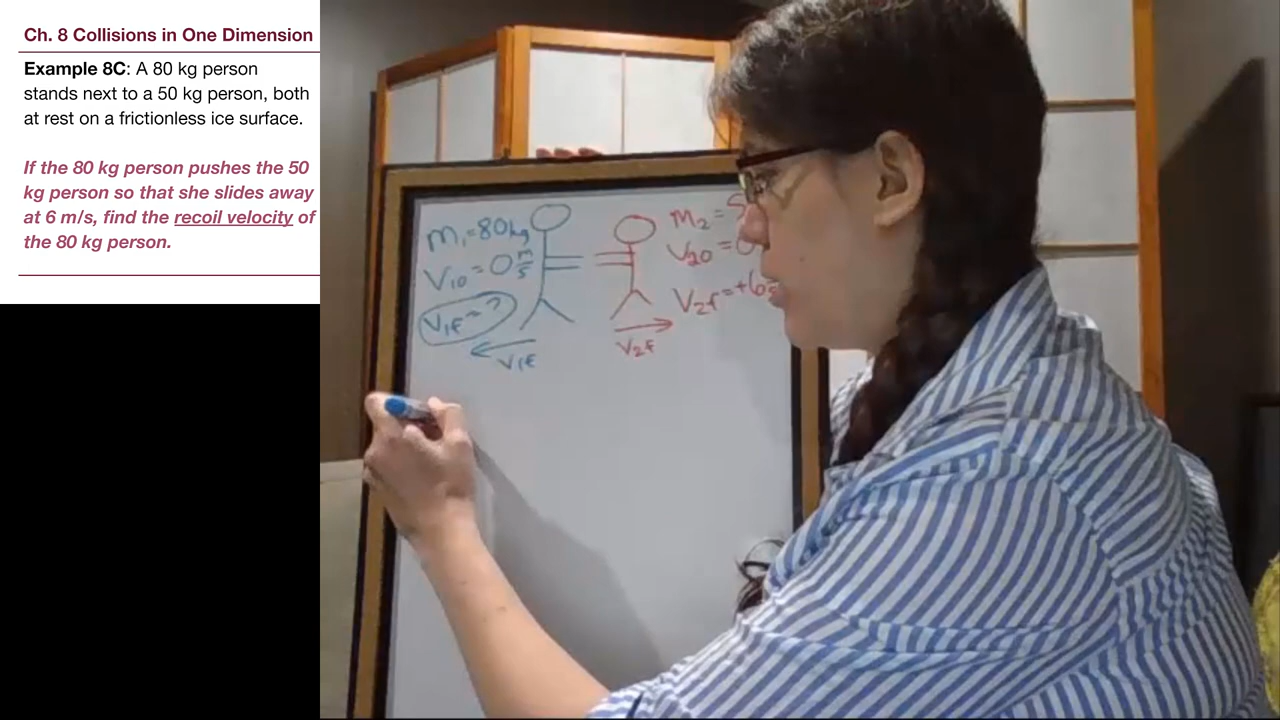 Ch. 8 Collisions in One Dimension
Example 8C: A 80 kg person
stands next to a 50 kg person, both
at rest on a frictionless ice surface.
If the 80 kg person pushes the 50
kg person so that she slides away
at 6 m/s, find the recoil velocity of
the 80 kg person.
m₁=80kg
V₁₀=0 m/s
V₁f=?
V₁f
m₂=5
V₂₀=0
V₂f=+6
V₂f